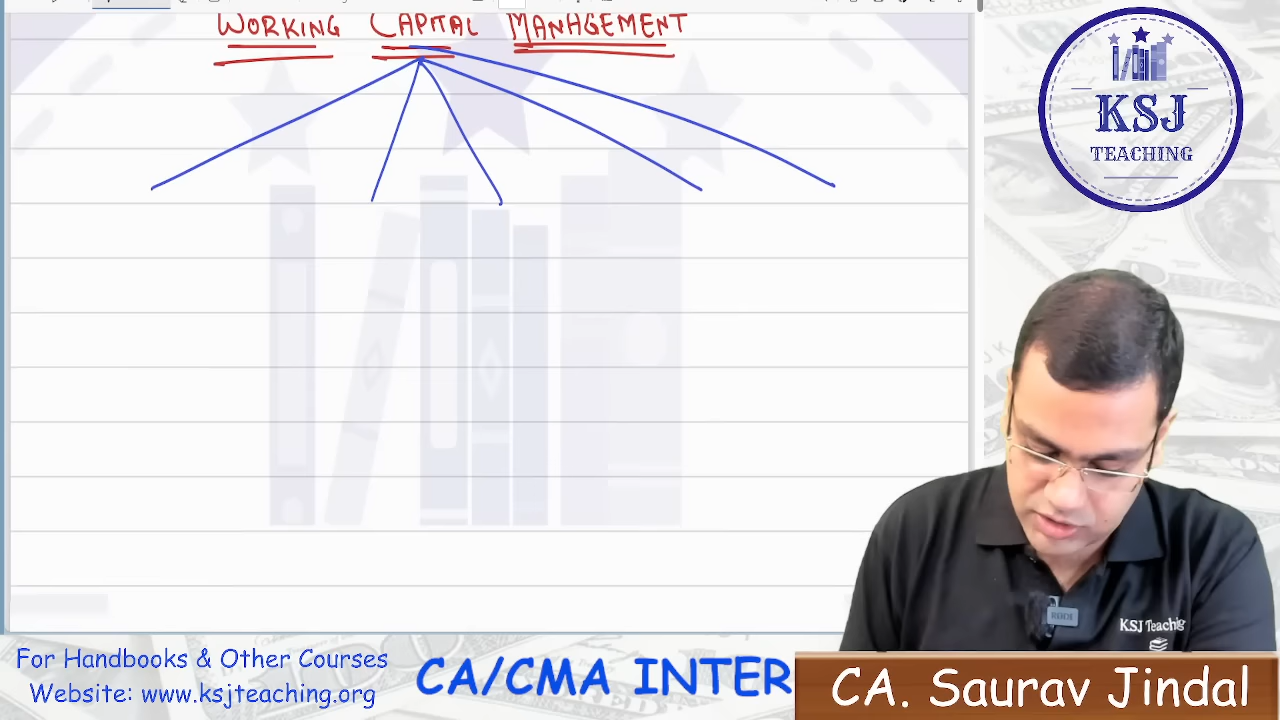 WORKING CAPITAL MANAGEMENT
KSJ
TEACHING
RODE
KSJ Teaching
For Handbooks & Other Courses
Website: www.ksjteaching.org
CA/CMA INTER
CA. Saurav Jindal